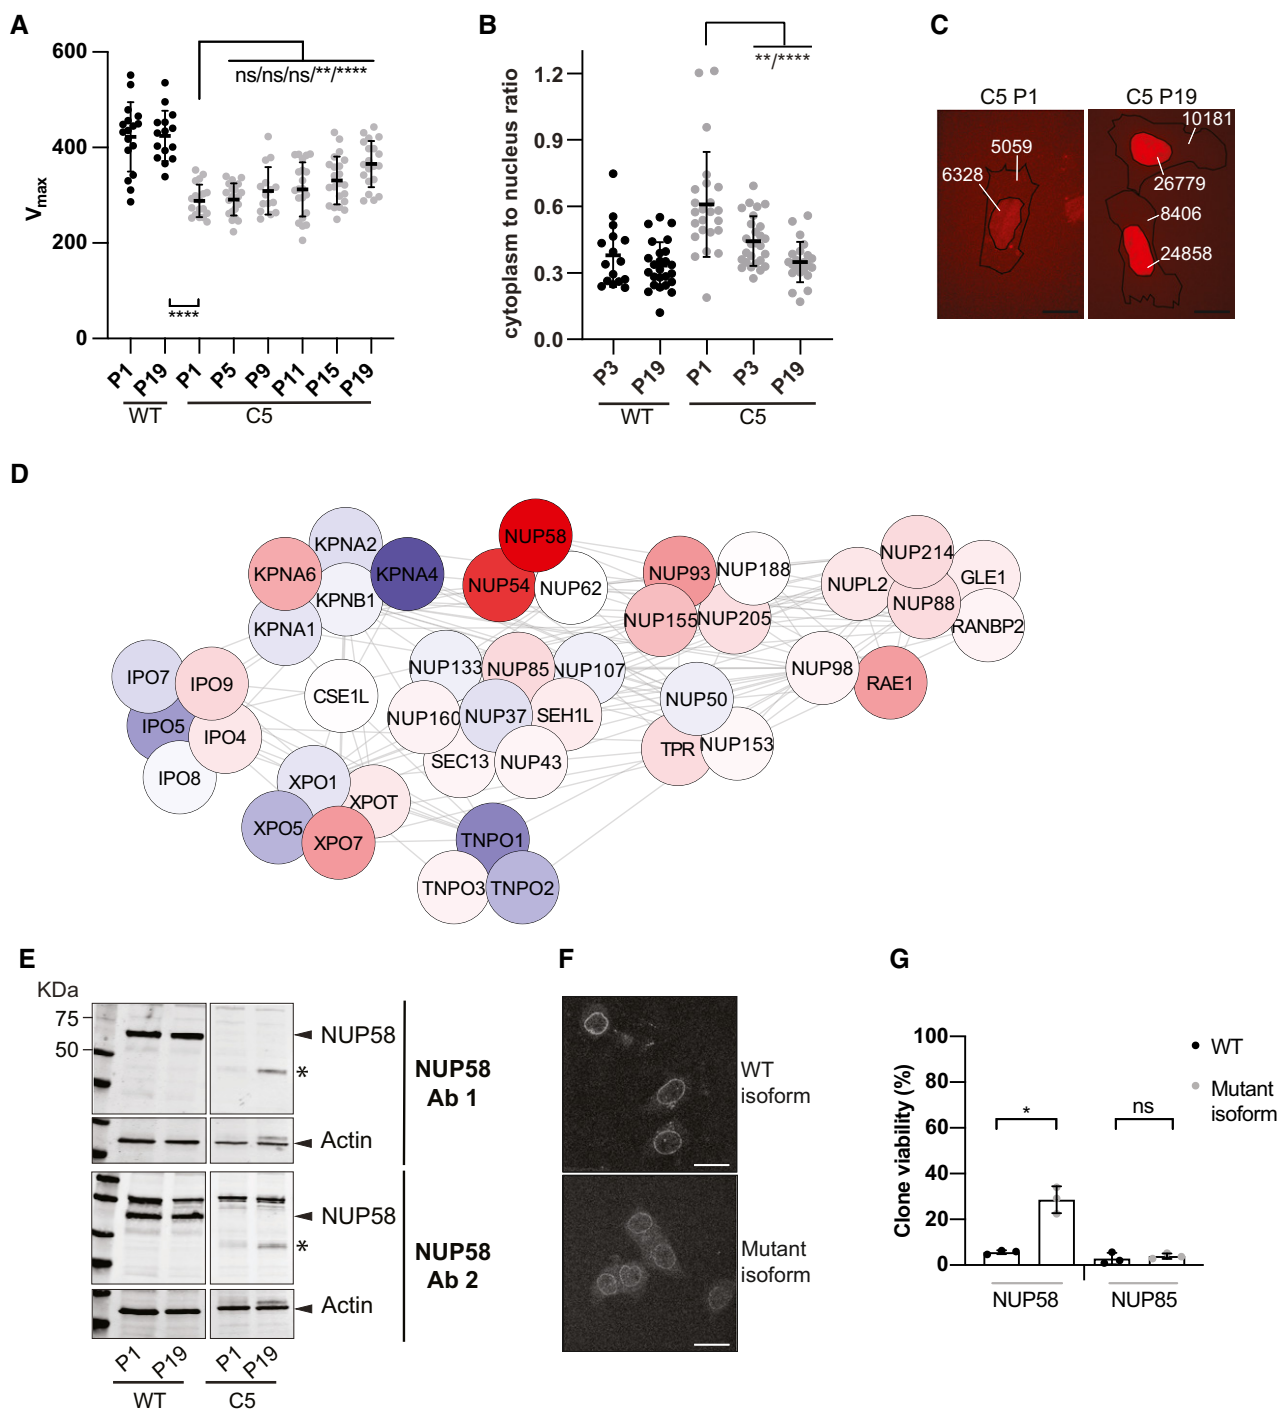 A
600
400
200
0
Vmax
ns/ns/ns/**/****
****
P1
P19
P1
P5
P9
P11
P15
P19
WT
C5
B
1.2
0.9
0.6
0.3
0.0
cytoplasm to nucleus ratio
**/****
P3
P19
P1
P3
P19
WT
C5
C
C5 P1
C5 P19
5059
6328
10181
26779
8406
24858
D
KPNA2
KPNA6
KPNA4
KPNB1
KPNA1
NUP58
NUP54
NUP62
NUP93
NUP188
NUP155
NUP205
NUP214
NUPL2
GLE1
NUP88
RANBP2
IPO7
IPO9
IPO5
IPO4
IPO8
CSE1L
NUP133
NUP85
NUP107
NUP160
NUP37
SEH1L
SEC13
NUP43
NUP50
TPR
NUP153
NUP98
RAE1
XPO1
XPOT
XPO5
XPO7
TNPO1
TNPO3
TNPO2
E
KDa
75
50
NUP58
*
Actin
NUP58
Ab 1
NUP58
*
Actin
NUP58
Ab 2
P1
P19
P1
P19
WT
C5
F
WT
isoform
Mutant
isoform
G
100
80
60
40
20
0
Clone viability (%)
*
ns
WT
Mutant
isoform
NUP58
NUP85